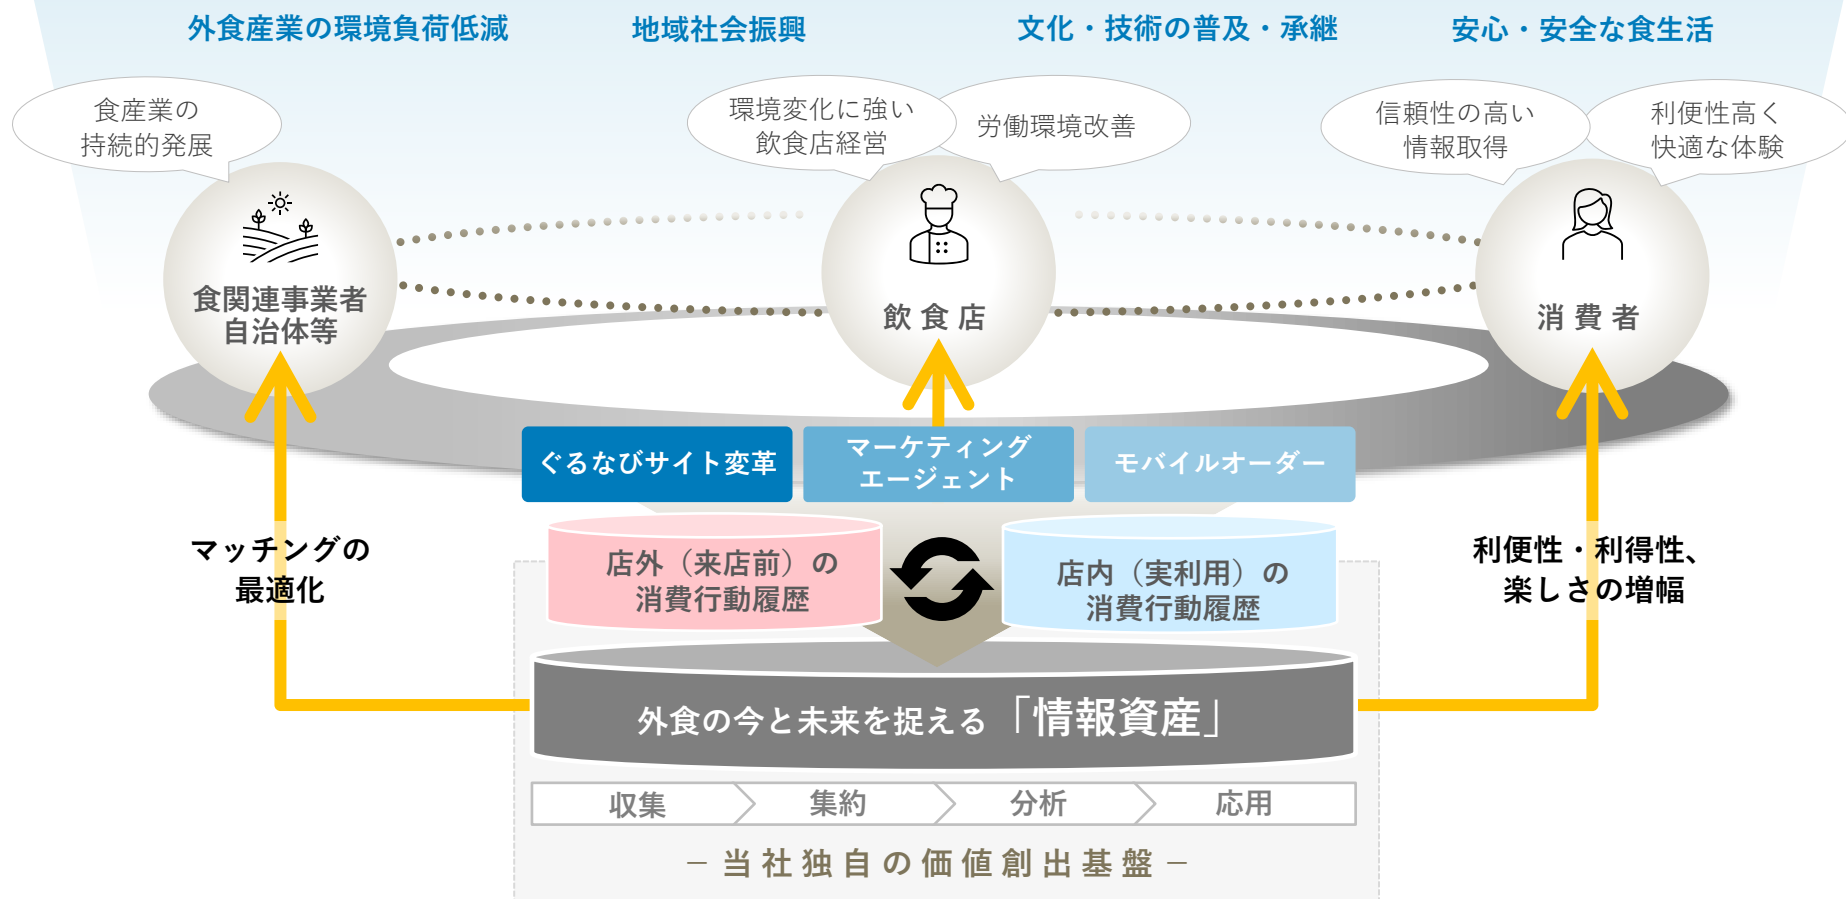 外食産業の環境負荷低減
地域社会振興
文化・技術の普及・承継
安心・安全な食生活
食産業の
持続的発展
環境変化に強い
飲食店経営
労働環境改善
信頼性の高い
情報取得
利便性高く
快適な体験
食関連事業者
自治体等
飲食店
消費者
ぐるなびサイト変革
マーケティング
エージェント
モバイルオーダー
マッチングの
最適化
店外（来店前）の
消費行動履歴
店内（実利用）の
消費行動履歴
利便性・利得性、
楽しさの増幅
外食の今と未来を捉える「情報資産」
収集
集約
分析
応用
－当社独自の価値創出基盤－